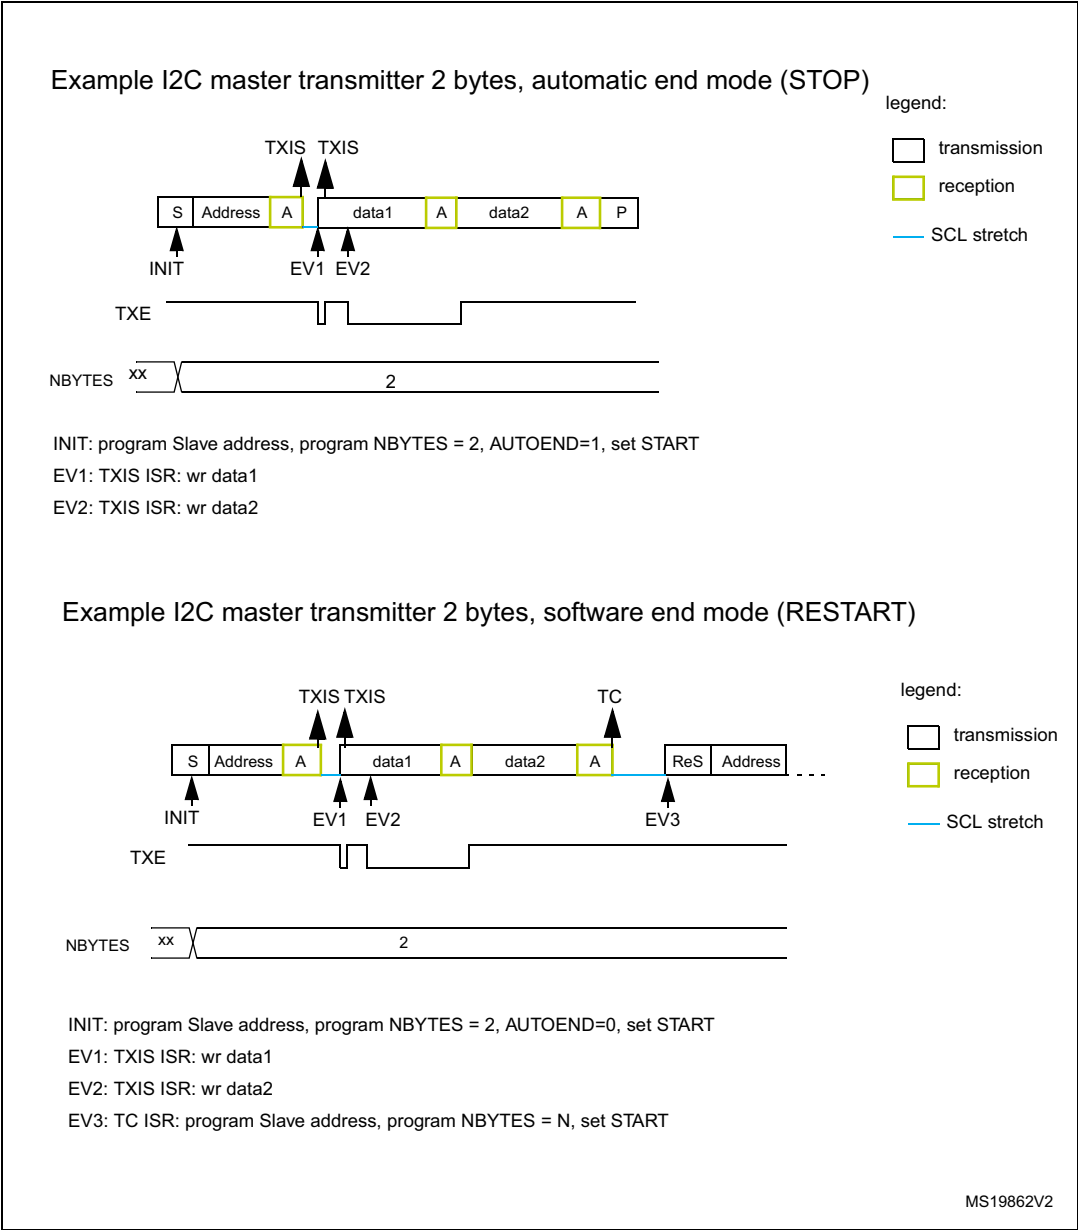 Example I2C master transmitter 2 bytes, automatic end mode (STOP)
legend:
transmission
reception
SCL stretch
TXIS TXIS
S Address A data1 A data2 A P
INIT EV1 EV2
TXE
NBYTES xx 2
INIT: program Slave address, program NBYTES = 2, AUTOEND=1, set START
EV1: TXIS ISR: wr data1
EV2: TXIS ISR: wr data2
Example I2C master transmitter 2 bytes, software end mode (RESTART)
legend:
transmission
reception
SCL stretch
TXIS TXIS TC
S Address A data1 A data2 A ReS Address
INIT EV1 EV2 EV3
TXE
NBYTES xx 2
INIT: program Slave address, program NBYTES = 2, AUTOEND=0, set START
EV1: TXIS ISR: wr data1
EV2: TXIS ISR: wr data2
EV3: TC ISR: program Slave address, program NBYTES = N, set START
MS19862V2